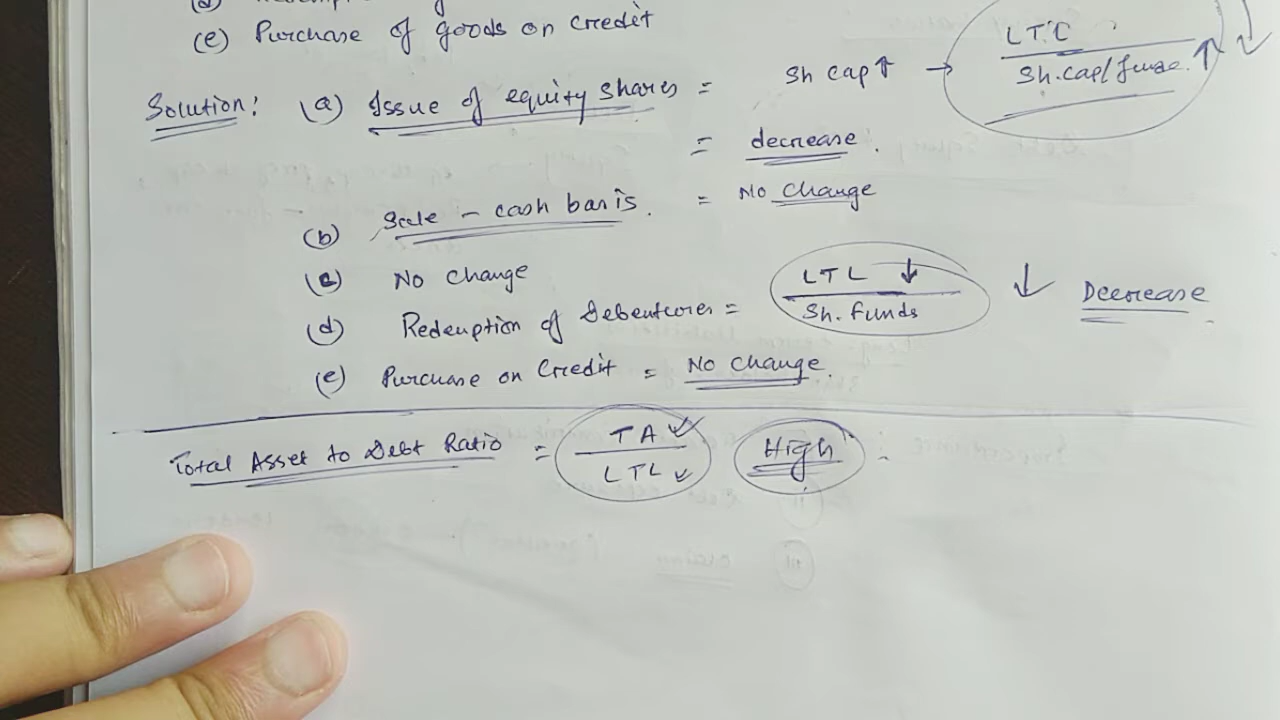 (e) Purchase of goods on credit
Solution: (a) Issue of equity shares = Sh cap ↑ → LTL / Sh. cap/ funds. ↑ ↓
= decrease.
(b) Sale - cash basis. = No change
(c) No change
(d) Redemption of Debentures = LTL ↓ / Sh. Funds ↓ Decrease
(e) Purchase on Credit = No change.
Total Asset to Debt Ratio = TA / LTL High :